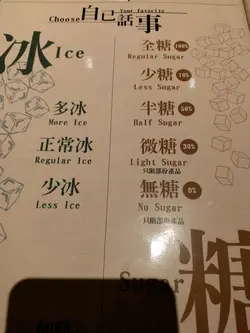 Choose 自己話事
Your favorite
冰 Ice
多冰
More Ice
正常冰
Regular Ice
少冰
Less Ice
全糖 100%
Regular Sugar
少糖 70%
Less Sugar
半糖 50%
Half Sugar
微糖 30%
Light Sugar
只限部份產品
無糖 0%
No Sugar
只限部份產品
Sugar 糖